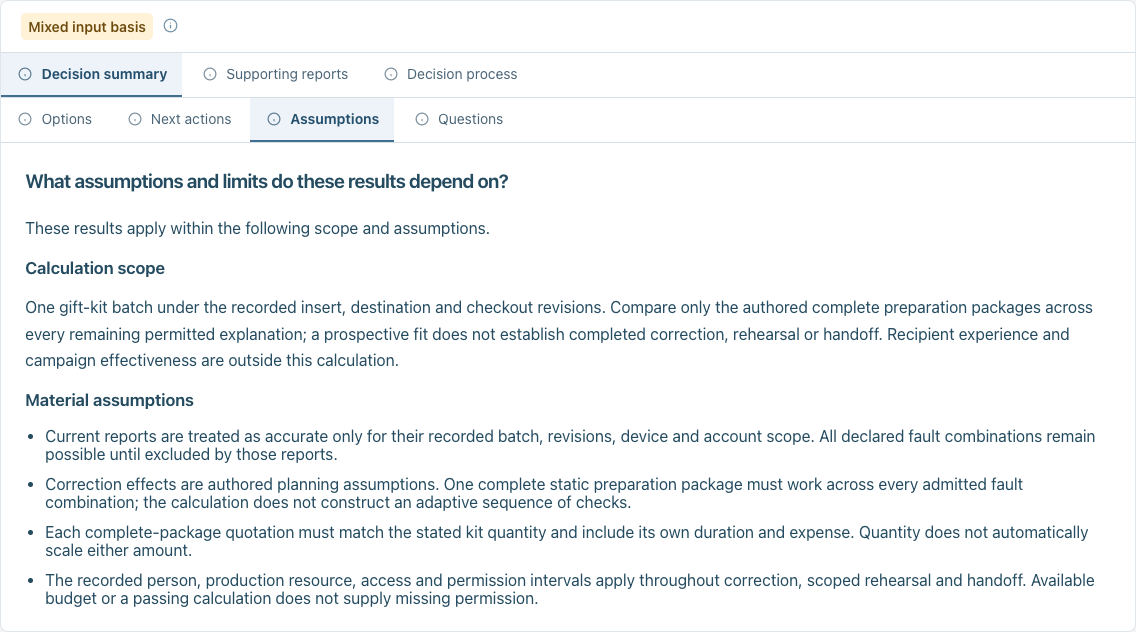 Mixed input basis
Decision summary
Supporting reports
Decision process
Options
Next actions
Assumptions
Questions
What assumptions and limits do these results depend on?
These results apply within the following scope and assumptions.
Calculation scope
One gift-kit batch under the recorded insert, destination and checkout revisions. Compare only the authored complete preparation packages across
every remaining permitted explanation; a prospective fit does not establish completed correction, rehearsal or handoff. Recipient experience and
campaign effectiveness are outside this calculation.
Material assumptions
• Current reports are treated as accurate only for their recorded batch, revisions, device and account scope. All declared fault combinations remain
possible until excluded by those reports.
• Correction effects are authored planning assumptions. One complete static preparation package must work across every admitted fault
combination; the calculation does not construct an adaptive sequence of checks.
• Each complete-package quotation must match the stated kit quantity and include its own duration and expense. Quantity does not automatically
scale either amount.
• The recorded person, production resource, access and permission intervals apply throughout correction, scoped rehearsal and handoff. Available
budget or a passing calculation does not supply missing permission.